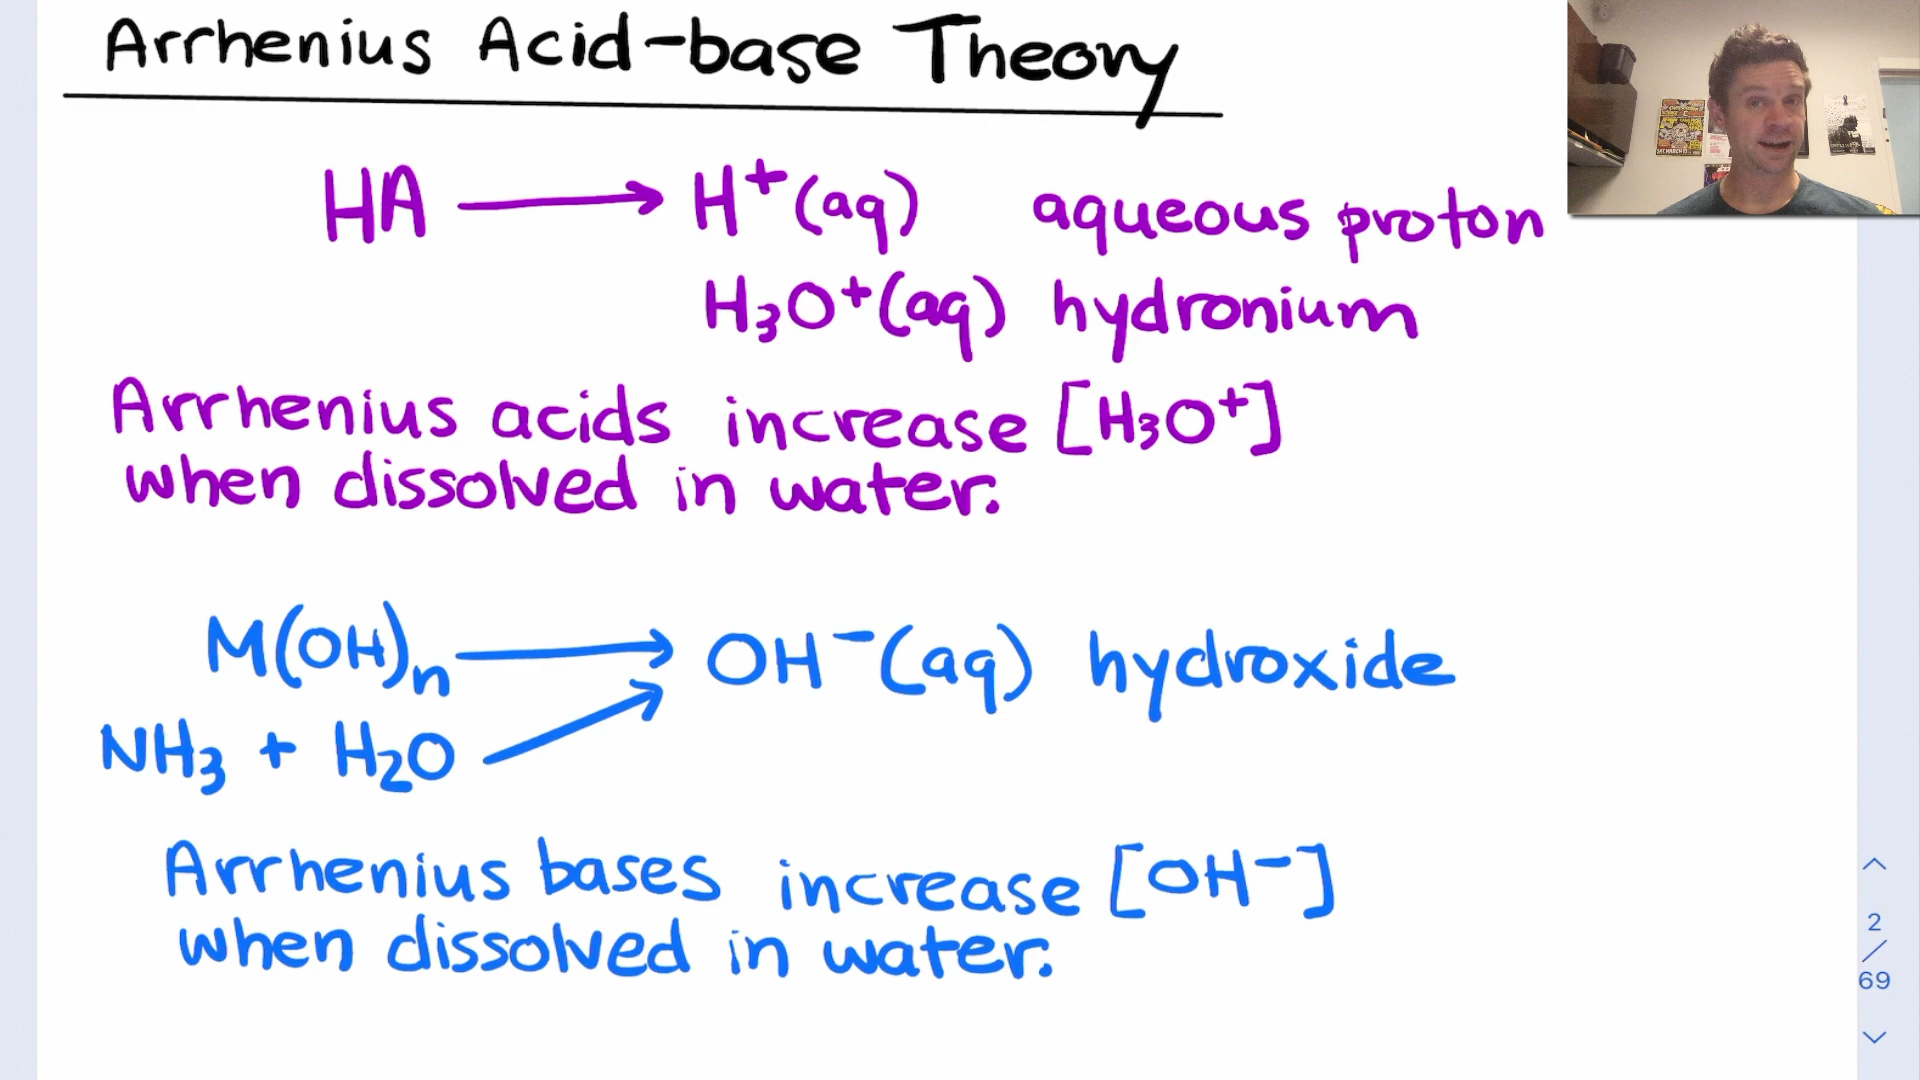 Arrhenius Acid-base Theory
HA → H⁺(aq) aqueous proton
H₃O⁺(aq) hydronium
Arrhenius acids increase [H₃O⁺]
when dissolved in water.
M(OH)ₙ → OH⁻(aq) hydroxide
NH₃ + H₂O
Arrhenius bases increase [OH⁻]
when dissolved in water.
2
/
69